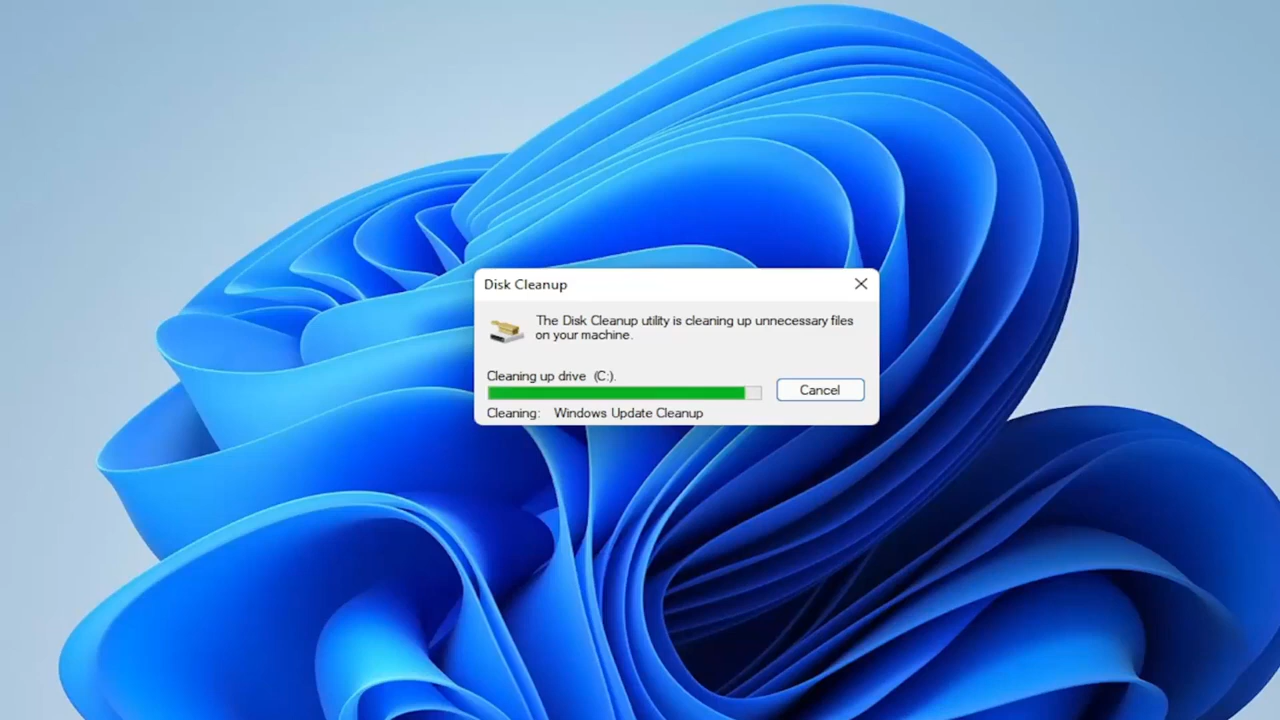 Disk Cleanup
The Disk Cleanup utility is cleaning up unnecessary files
on your machine.
Cleaning up drive  (C:).
Cancel
Cleaning:    Windows Update Cleanup